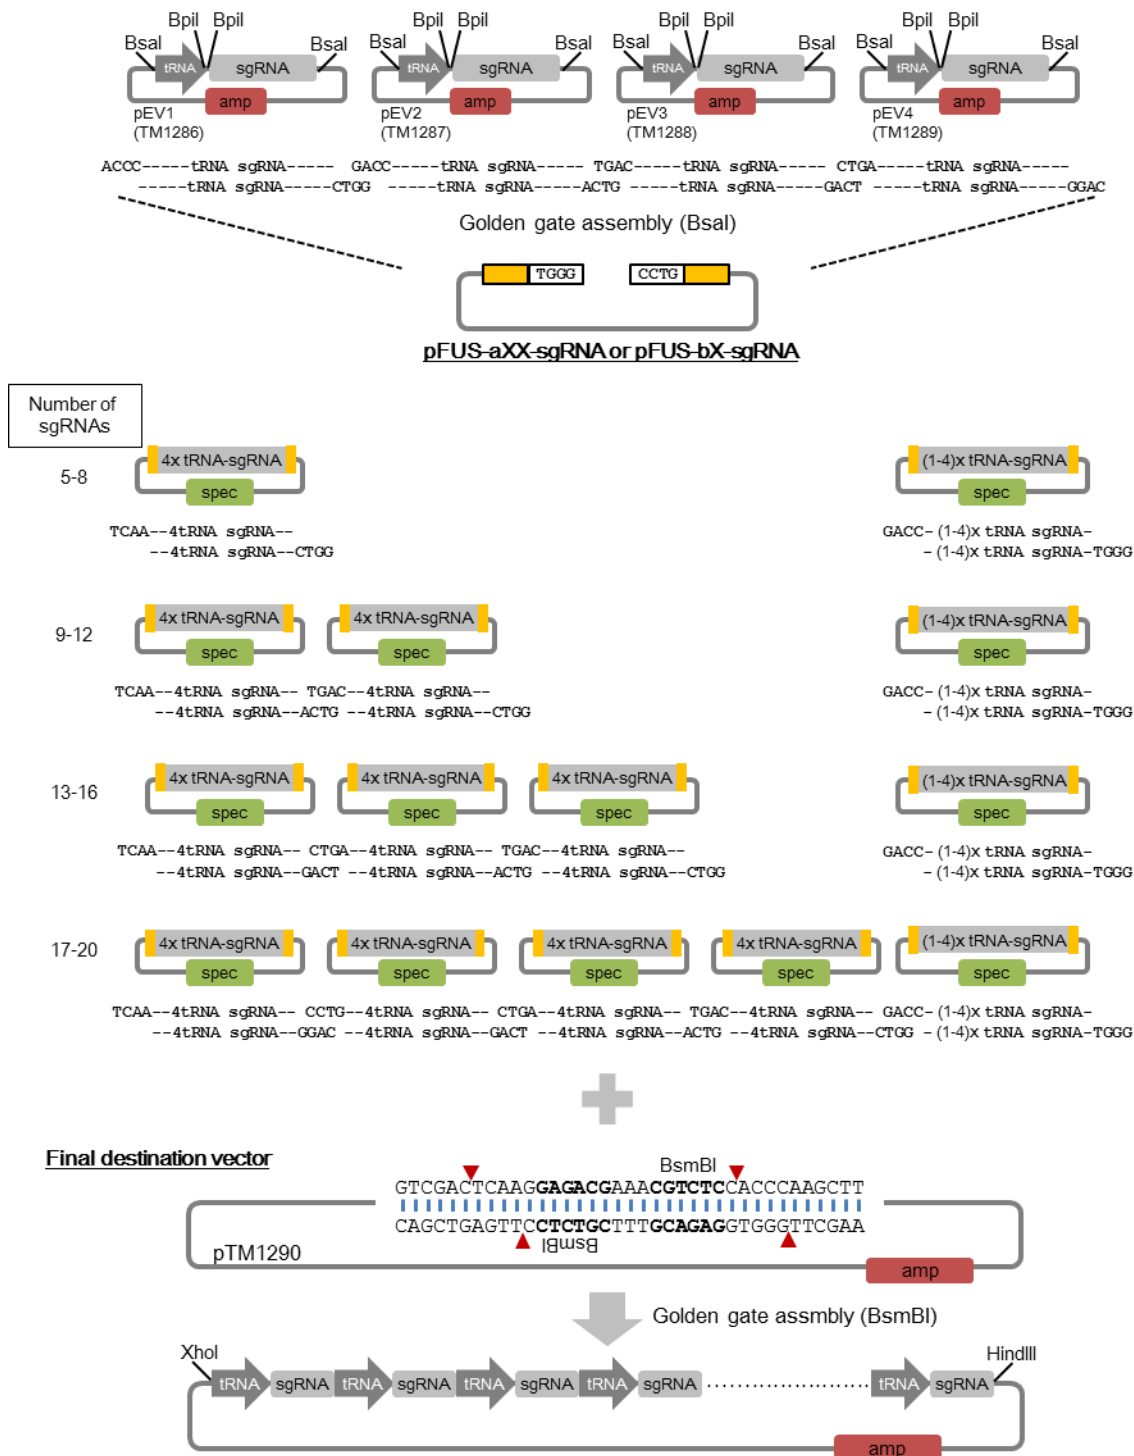 BpiI BpiI BpiI BpiI BpiI BpiI BpiI BpiI
BsaI BsaI BsaI BsaI BsaI BsaI BsaI BsaI
tRNA sgRNA tRNA sgRNA tRNA sgRNA tRNA sgRNA
amp amp amp amp
pEV1 pEV2 pEV3 pEV4
(TM1286) (TM1287) (TM1288) (TM1289)
ACCC-----tRNA sgRNA----- GACC-----tRNA sgRNA----- TGAC-----tRNA sgRNA----- CTGA-----tRNA sgRNA-----
-----tRNA sgRNA-----CTGG -----tRNA sgRNA-----ACTG -----tRNA sgRNA-----GACT -----tRNA sgRNA-----GGAC
Golden gate assembly (BsaI)
TGGG CCTG
pFUS-aXX-sgRNA or pFUS-bX-sgRNA
Number of
sgRNAs
5-8
4x tRNA-sgRNA (1-4)x tRNA-sgRNA
spec spec
TCAA--4tRNA sgRNA-- GACC-(1-4)x tRNA sgRNA-
--4tRNA sgRNA--CTGG -(1-4)x tRNA sgRNA-TGGG
9-12
4x tRNA-sgRNA 4x tRNA-sgRNA (1-4)x tRNA-sgRNA
spec spec spec
TCAA--4tRNA sgRNA-- TGAC--4tRNA sgRNA-- GACC-(1-4)x tRNA sgRNA-
--4tRNA sgRNA--ACTG --4tRNA sgRNA--CTGG -(1-4)x tRNA sgRNA-TGGG
13-16
4x tRNA-sgRNA 4x tRNA-sgRNA 4x tRNA-sgRNA (1-4)x tRNA-sgRNA
spec spec spec spec
TCAA--4tRNA sgRNA-- CTGA--4tRNA sgRNA-- TGAC--4tRNA sgRNA-- GACC-(1-4)x tRNA sgRNA-
--4tRNA sgRNA--GACT --4tRNA sgRNA--ACTG --4tRNA sgRNA--CTGG -(1-4)x tRNA sgRNA-TGGG
17-20
4x tRNA-sgRNA 4x tRNA-sgRNA 4x tRNA-sgRNA 4x tRNA-sgRNA (1-4)x tRNA-sgRNA
spec spec spec spec spec
TCAA--4tRNA sgRNA-- CCTG--4tRNA sgRNA-- CTGA--4tRNA sgRNA-- TGAC--4tRNA sgRNA-- GACC-(1-4)x tRNA sgRNA-
--4tRNA sgRNA--GGAC --4tRNA sgRNA--GACT --4tRNA sgRNA--ACTG --4tRNA sgRNA--CTGG -(1-4)x tRNA sgRNA-TGGG
Final destination vector
BsmBI
GTCGACTCAAGGAGACGAAACGTCTCCACCCAAGCTT
CAGCTGAGTTCCTCTGCTTTGCAGAGGTGGGTTCGAA
BsmBI
pTM1290
amp
Golden gate assmbly (BsmBI)
XhoI HindIII
tRNA sgRNA tRNA sgRNA tRNA sgRNA tRNA sgRNA ........................ tRNA sgRNA
amp